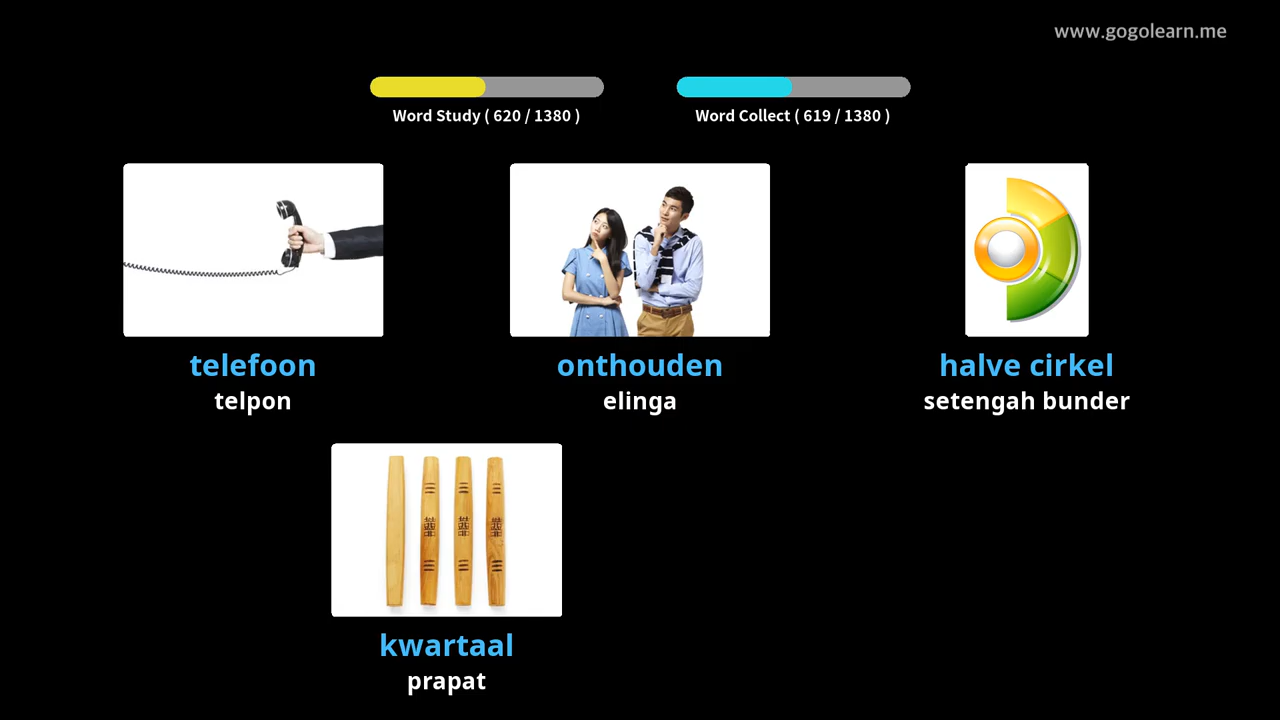 www.gogolearn.me
Word Study ( 620 / 1380 )
Word Collect ( 619 / 1380 )
telefoon
telpon
onthouden
elinga
halve cirkel
setengah bunder
kwartaal
prapat